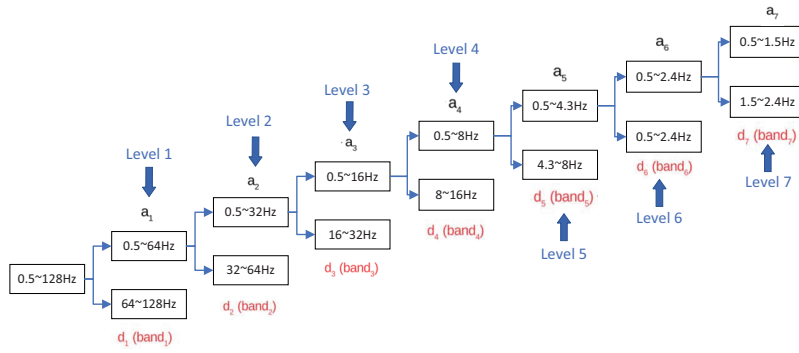 a7
0.5~1.5Hz
1.5~2.4Hz
d7 (band7)
Level 7
a6
0.5~2.4Hz
0.5~2.4Hz
d6 (band6)
Level 6
a5
0.5~4.3Hz
4.3~8Hz
d5 (band5)
Level 5
Level 4
a4
0.5~8Hz
8~16Hz
d4 (band4)
Level 3
a3
0.5~16Hz
16~32Hz
d3 (band3)
Level 2
a2
0.5~32Hz
32~64Hz
d2 (band2)
Level 1
a1
0.5~64Hz
64~128Hz
d1 (band1)
0.5~128Hz